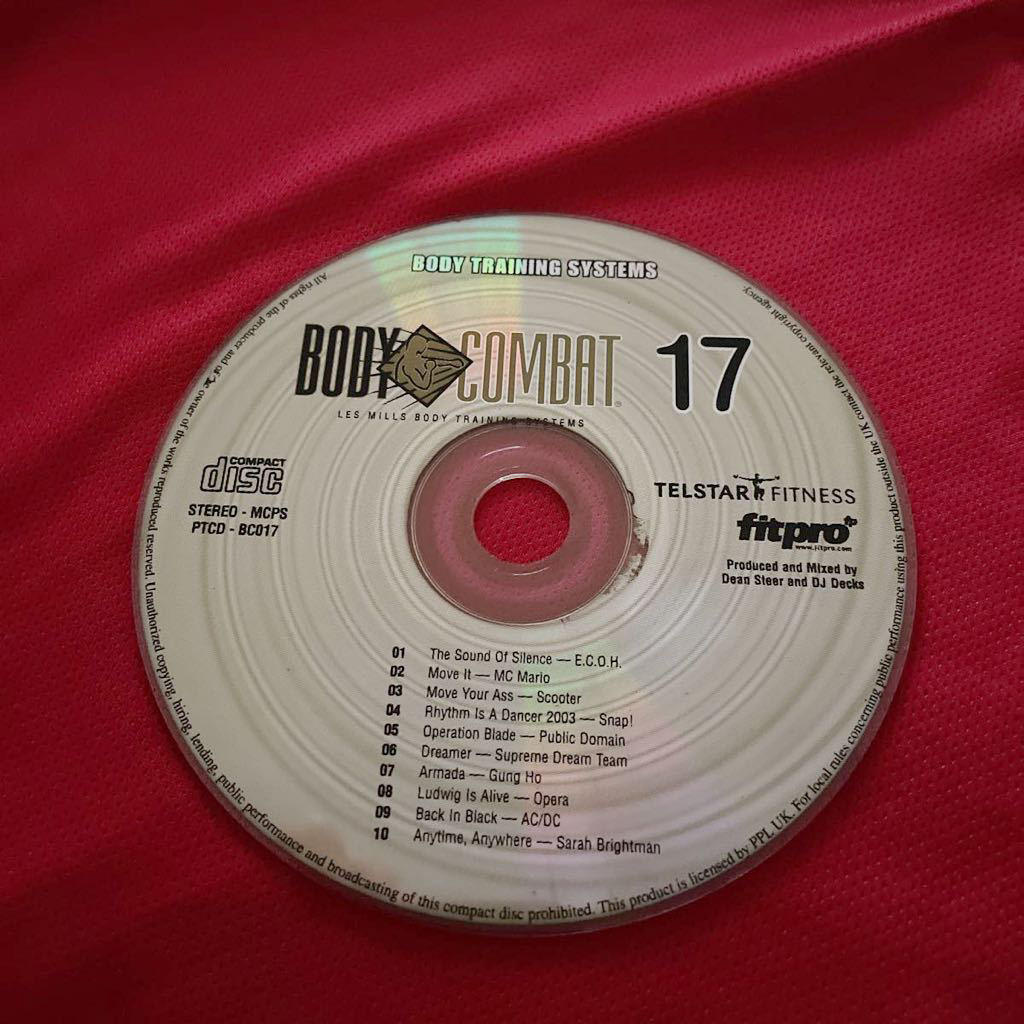 BODY TRAINING SYSTEMS
BODY COMBAT® 17
LES MILLS BODY TRAINING SYSTEMS
COMPACT
disc
STEREO - MCPS
PTCD - BC017
TELSTAR FITNESS
fitpro fp
www.fitpro.com
Produced and Mixed by
Dean Steer and DJ Decks
01 The Sound Of Silence — E.C.O.H.
02 Move It — MC Mario
03 Move Your Ass — Scooter
04 Rhythm Is A Dancer 2003 — Snap!
05 Operation Blade — Public Domain
06 Dreamer — Supreme Dream Team
07 Armada — Gung Ho
08 Ludwig Is Alive — Opera
09 Back In Black — AC/DC
10 Anytime, Anywhere — Sarah Brightman
All rights of the producer and of the owner of the works reproduced reserved. Unauthorized copying, hiring, lending, public performance and broadcasting of this compact disc prohibited. This product is licensed by PPL UK. For local rules concerning public performance using this product outside the UK contact the relevant copyright agency.